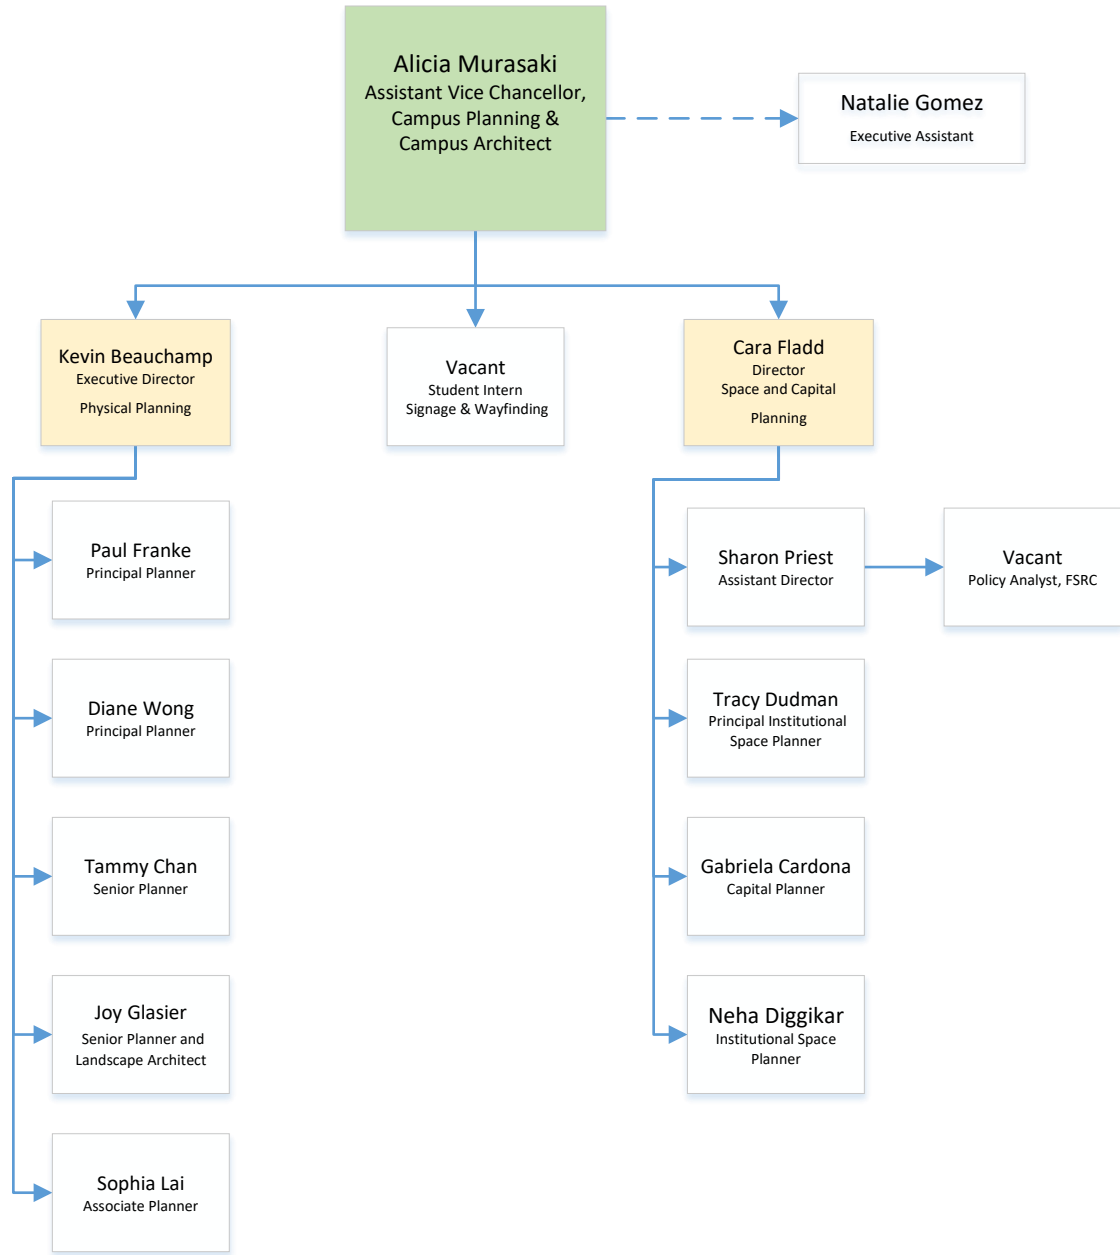 Alicia Murasaki
Assistant Vice Chancellor,
Campus Planning &
Campus Architect
Natalie Gomez
Executive Assistant
Kevin Beauchamp
Executive Director
Physical Planning
Vacant
Student Intern
Signage & Wayfinding
Cara Fladd
Director
Space and Capital
Planning
Paul Franke
Principal Planner
Diane Wong
Principal Planner
Tammy Chan
Senior Planner
Joy Glasier
Senior Planner and
Landscape Architect
Sophia Lai
Associate Planner
Sharon Priest
Assistant Director
Vacant
Policy Analyst, FSRC
Tracy Dudman
Principal Institutional
Space Planner
Gabriela Cardona
Capital Planner
Neha Diggikar
Institutional Space
Planner